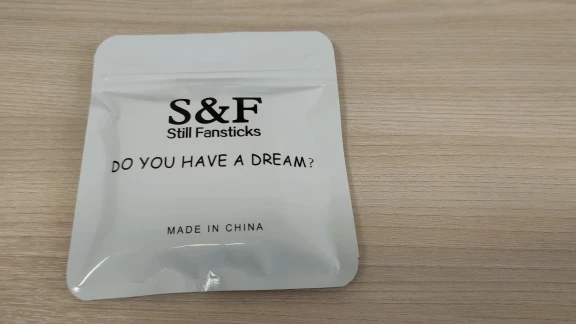 S&F
Still Fansticks
DO YOU HAVE A DREAM?
MADE IN CHINA